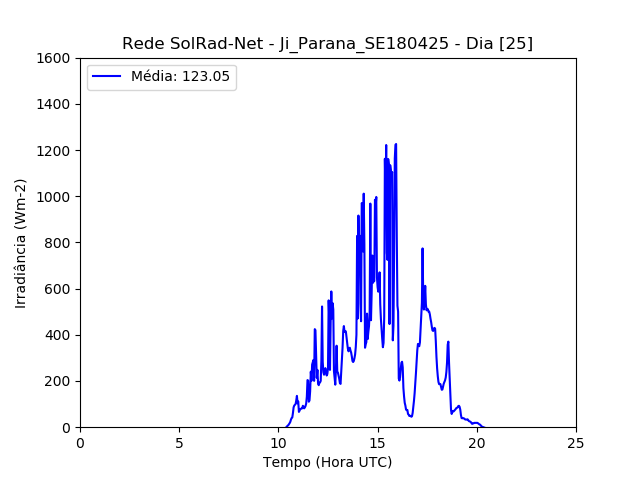 Rede SolRad-Net - Ji_Parana_SE180425 - Dia [25]
Média: 123.05
1600
1400
1200
1000
800
600
400
200
0
Irradiância (Wm-2)
0 5 10 15 20 25
Tempo (Hora UTC)